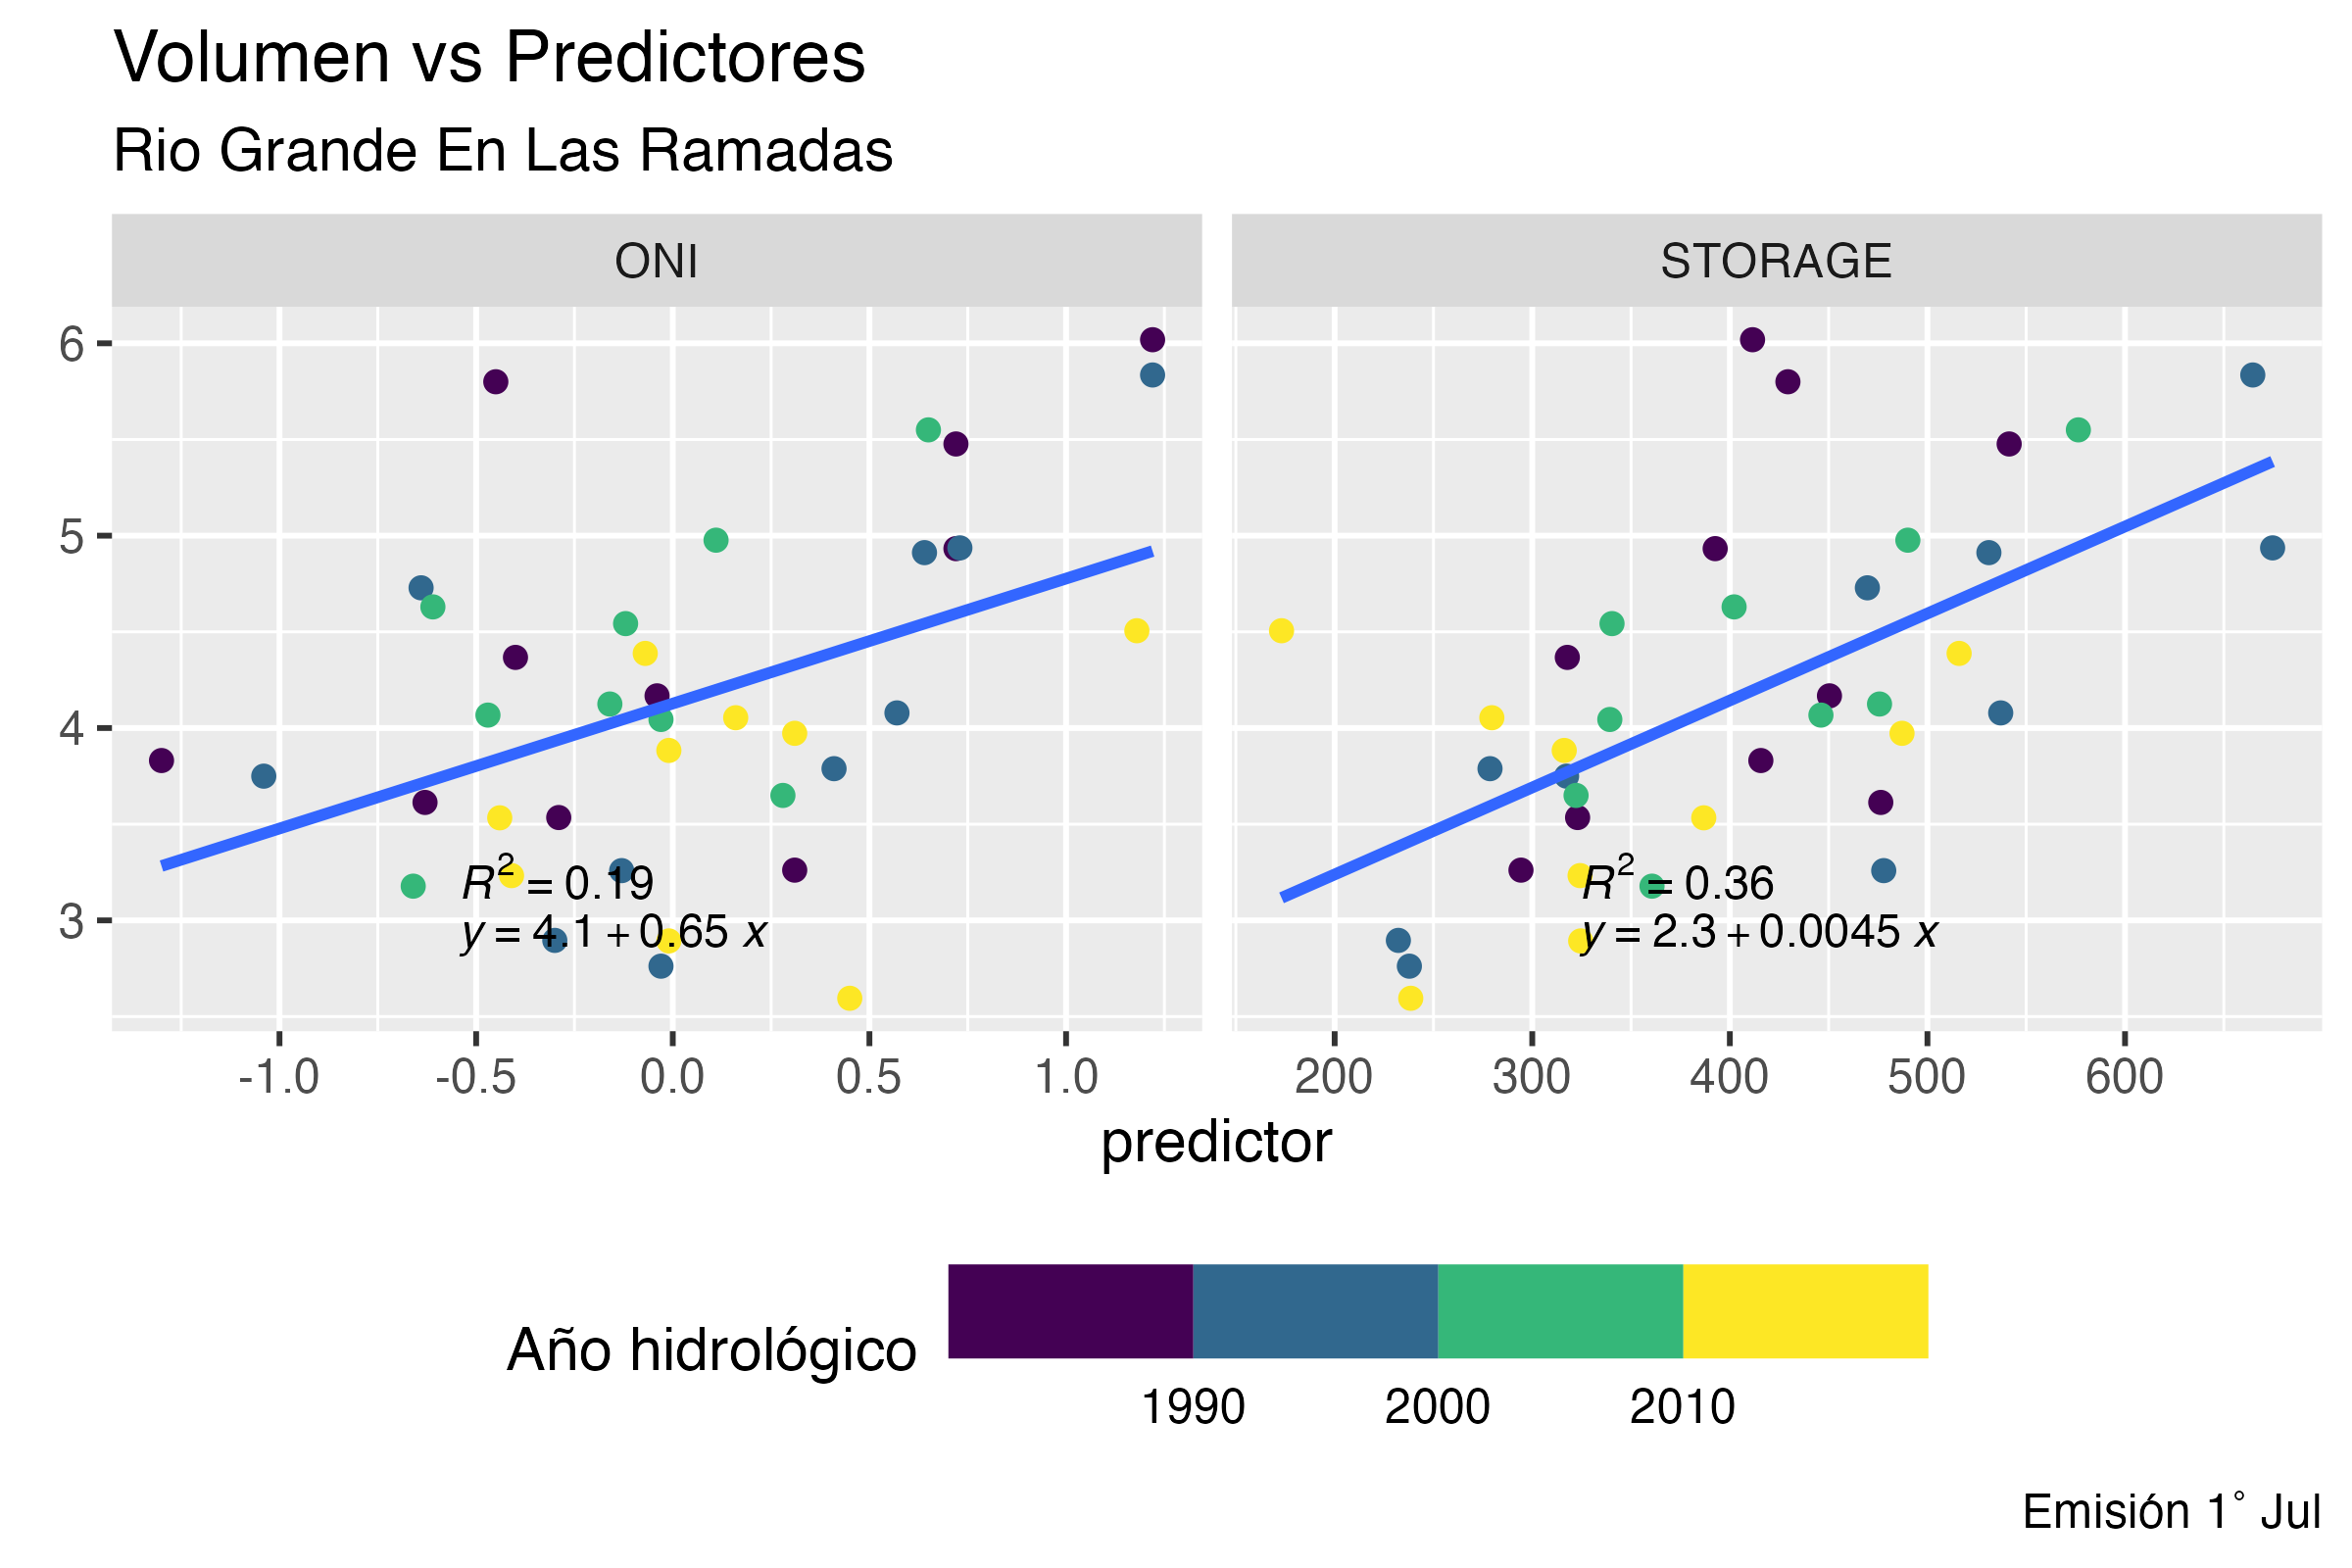 Volumen vs Predictores
Rio Grande En Las Ramadas
ONI
STORAGE
6
5
4
3
R² = 0.19
y = 4.1 + 0.65 x
R² = 0.36
y = 2.3 + 0.0045 x
-1.0 -0.5 0.0 0.5 1.0
200 300 400 500 600
predictor
Año hidrológico
1990 2000 2010
Emisión 1° Jul